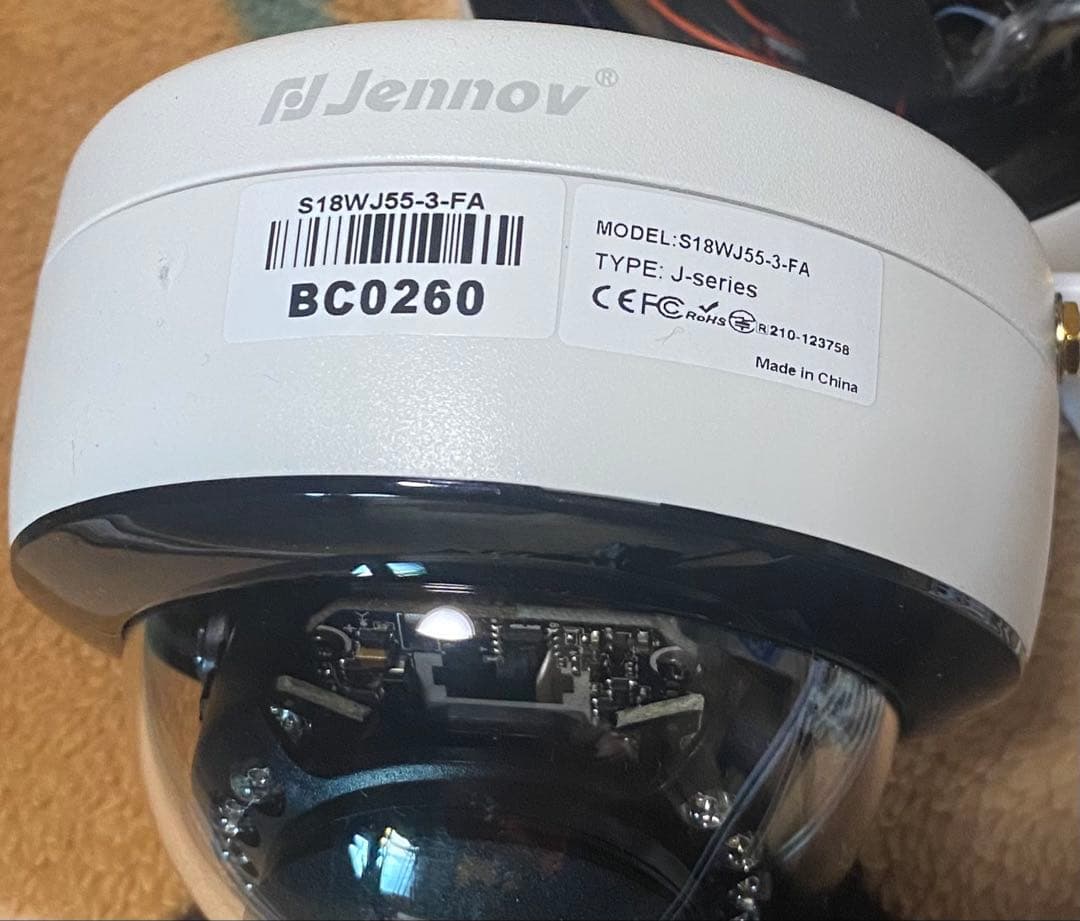 Jennov®
S18WJ55-3-FA
BC0260
MODEL:S18WJ55-3-FA
TYPE: J-series
CE FC RoHS R 210-123758
Made in China